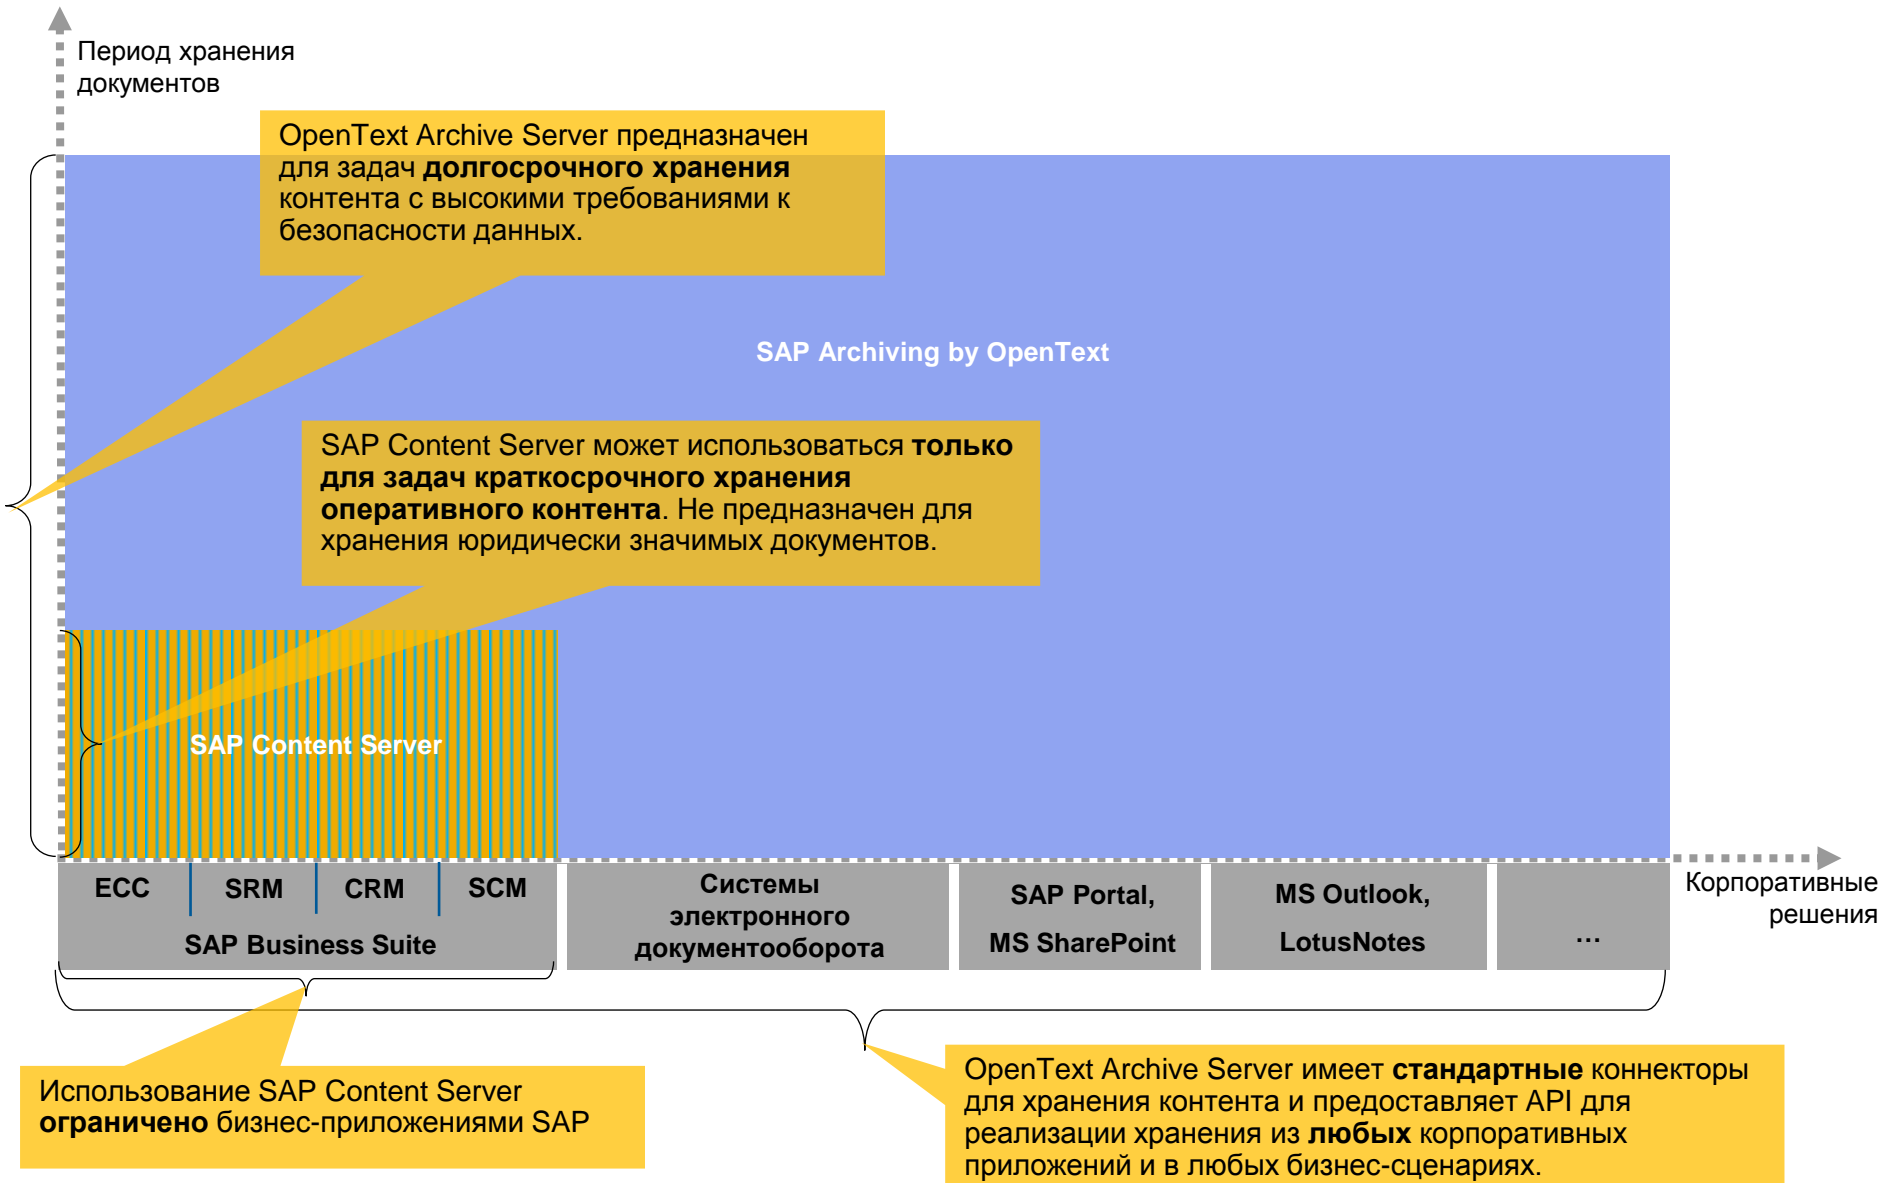 Период хранения
документов
OpenText Archive Server предназначен
для задач долгосрочного хранения
контента с высокими требованиями к
безопасности данных.
SAP Archiving by OpenText
SAP Content Server может использоваться только
для задач краткосрочного хранения
оперативного контента. Не предназначен для
хранения юридически значимых документов.
SAP Content Server
ECC
SRM
CRM
SCM
SAP Business Suite
Системы
электронного
документооборота
SAP Portal,
MS SharePoint
MS Outlook,
LotusNotes
...
Корпоративные
решения
Использование SAP Content Server
ограничено бизнес-приложениями SAP
OpenText Archive Server имеет стандартные коннекторы
для хранения контента и предоставляет API для
реализации хранения из любых корпоративных
приложений и в любых бизнес-сценариях.